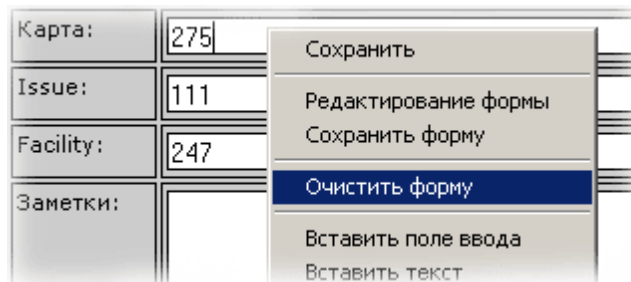 Карта:
275
Сохранить
Issue:
111
Редактирование формы
Сохранить форму
Facility:
247
Очистить форму
Заметки:
Вставить поле ввода
Вставить текст